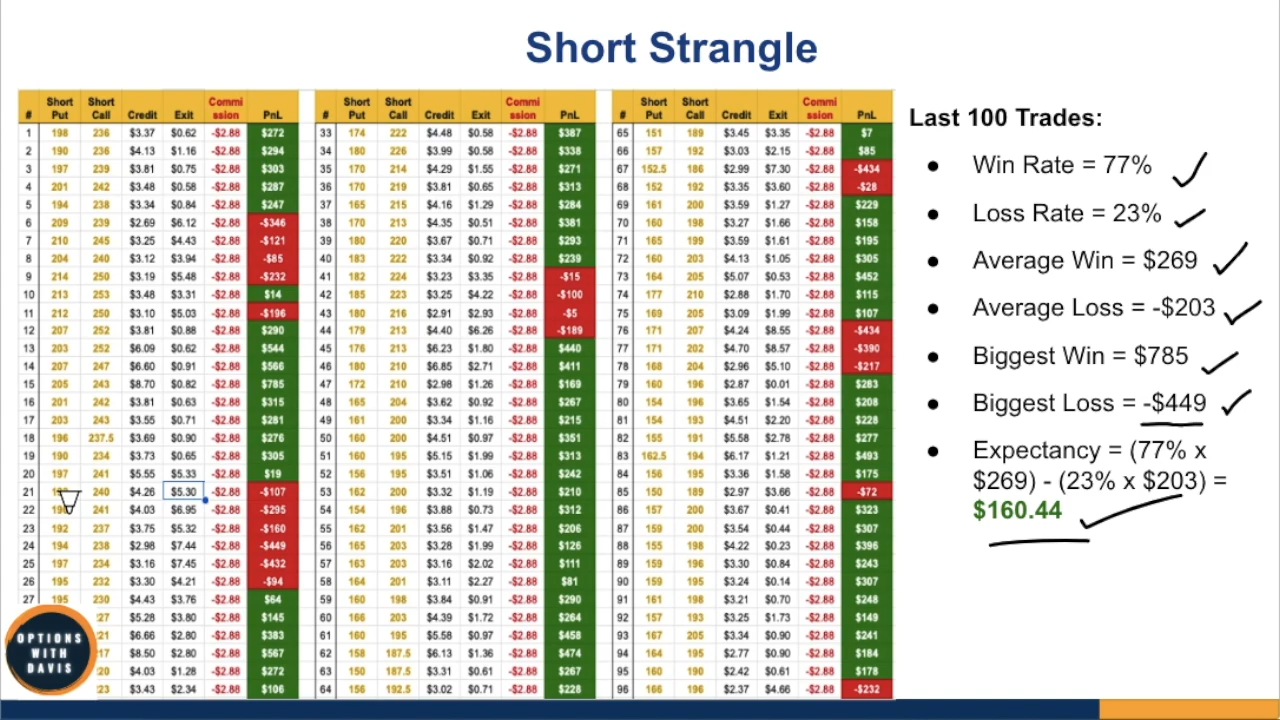 Short Strangle
# Short Put Short Call Credit Exit Commi ssion PnL # Short Put Short Call Credit Exit Commi ssion PnL # Short Put Short Call Credit Exit Commi ssion PnL
1 198 236 $3.37 $0.62 -$2.88 $272 33 174 222 $4.48 $0.58 -$2.88 $387 65 151 189 $3.45 $3.35 -$2.88 $7
2 190 236 $4.13 $1.16 -$2.88 $294 34 180 226 $3.99 $0.58 -$2.88 $338 66 157 192 $3.03 $2.15 -$2.88 $85
3 197 239 $3.81 $0.75 -$2.88 $303 35 170 214 $4.29 $1.55 -$2.88 $271 67 152.5 186 $2.99 $7.30 -$2.88 -$434
4 201 242 $3.48 $0.58 -$2.88 $287 36 170 219 $3.81 $0.65 -$2.88 $313 68 152 192 $3.35 $3.60 -$2.88 -$28
5 194 238 $3.34 $0.84 -$2.88 $247 37 165 215 $4.16 $1.29 -$2.88 $284 69 161 200 $3.59 $1.27 -$2.88 $229
6 209 239 $2.69 $6.12 -$2.88 -$346 38 170 213 $4.35 $0.51 -$2.88 $381 70 160 198 $3.27 $1.66 -$2.88 $158
7 210 245 $3.25 $4.43 -$2.88 -$121 39 180 220 $3.67 $0.71 -$2.88 $293 71 165 199 $3.59 $1.61 -$2.88 $195
8 204 240 $3.12 $3.94 -$2.88 -$85 40 183 222 $3.34 $0.92 -$2.88 $239 72 160 203 $4.13 $1.05 -$2.88 $305
9 214 250 $3.19 $5.48 -$2.88 -$232 41 182 224 $3.23 $3.35 -$2.88 -$15 73 164 205 $5.07 $0.53 -$2.88 $452
10 213 253 $3.48 $3.31 -$2.88 $14 42 185 223 $3.25 $4.22 -$2.88 -$100 74 177 210 $2.88 $1.70 -$2.88 $115
11 212 250 $3.10 $5.03 -$2.88 -$196 43 180 216 $2.91 $2.93 -$2.88 -$5 75 169 205 $3.09 $1.99 -$2.88 $107
12 207 252 $3.81 $0.88 -$2.88 $290 44 179 213 $4.40 $6.26 -$2.88 -$189 76 171 207 $4.24 $8.55 -$2.88 -$434
13 203 252 $6.09 $0.62 -$2.88 $544 45 176 213 $6.23 $1.80 -$2.88 $440 77 171 202 $4.70 $8.57 -$2.88 -$390
14 207 247 $6.60 $0.91 -$2.88 $566 46 180 210 $6.85 $2.71 -$2.88 $411 78 168 204 $2.96 $5.10 -$2.88 -$217
15 205 243 $8.70 $0.82 -$2.88 $785 47 172 210 $2.98 $1.26 -$2.88 $169 79 160 196 $2.87 $0.01 -$2.88 $283
16 201 242 $3.81 $0.63 -$2.88 $315 48 165 204 $3.62 $0.92 -$2.88 $267 80 154 196 $3.65 $1.54 -$2.88 $208
17 203 243 $3.55 $0.71 -$2.88 $281 49 161 200 $3.34 $1.16 -$2.88 $215 81 154 193 $4.51 $2.20 -$2.88 $228
18 196 237.5 $3.69 $0.90 -$2.88 $276 50 160 200 $4.51 $0.97 -$2.88 $351 82 155 191 $5.58 $2.78 -$2.88 $277
19 190 234 $3.73 $0.65 -$2.88 $305 51 160 195 $5.15 $1.99 -$2.88 $313 83 162.5 194 $6.17 $1.21 -$2.88 $493
20 197 241 $5.55 $5.33 -$2.88 $19 52 156 195 $3.51 $1.06 -$2.88 $242 84 156 195 $3.36 $1.58 -$2.88 $175
21 240 $4.26 $5.30 -$2.88 -$107 53 162 200 $3.32 $1.19 -$2.88 $210 85 150 189 $2.97 $3.66 -$2.88 -$72
22 241 $4.03 $6.95 -$2.88 -$295 54 154 196 $3.88 $0.73 -$2.88 $312 86 157 200 $3.67 $0.41 -$2.88 $323
23 192 237 $3.75 $5.32 -$2.88 -$160 55 162 201 $3.56 $1.47 -$2.88 $206 87 159 200 $3.54 $0.44 -$2.88 $307
24 194 238 $2.98 $7.44 -$2.88 -$449 56 165 203 $3.28 $1.99 -$2.88 $126 88 155 198 $4.22 $0.23 -$2.88 $396
25 197 234 $3.16 $7.45 -$2.88 -$432 57 163 203 $3.16 $2.02 -$2.88 $111 89 159 196 $3.30 $0.84 -$2.88 $243
26 195 232 $3.30 $4.21 -$2.88 -$94 58 164 201 $3.11 $2.27 -$2.88 $81 90 159 195 $3.24 $0.14 -$2.88 $307
27 195 230 $4.43 $3.76 -$2.88 $64 59 160 198 $3.84 $0.91 -$2.88 $290 91 161 198 $3.21 $0.70 -$2.88 $248
27 $5.28 $3.80 -$2.88 $145 60 166 203 $4.39 $1.72 -$2.88 $264 92 157 193 $3.25 $1.73 -$2.88 $149
$6.66 $2.80 -$2.88 $383 61 160 195 $5.58 $0.97 -$2.88 $458 93 167 205 $3.34 $0.90 -$2.88 $241
17 $8.50 $2.80 -$2.88 $567 62 158 187.5 $6.13 $1.36 -$2.88 $474 94 164 195 $2.77 $0.90 -$2.88 $184
20 $4.03 $1.28 -$2.88 $272 63 150 187.5 $3.31 $0.61 -$2.88 $267 95 160 190 $2.42 $0.61 -$2.88 $178
23 $3.43 $2.34 -$2.88 $106 64 156 192.5 $3.02 $0.71 -$2.88 $228 96 166 196 $2.37 $4.66 -$2.88 -$232
OPTIONS
WITH
DAVIS
Last 100 Trades:
● Win Rate = 77%
● Loss Rate = 23%
● Average Win = $269
● Average Loss = -$203
● Biggest Win = $785
● Biggest Loss = -$449
● Expectancy = (77% x
$269) - (23% x $203) =
$160.44